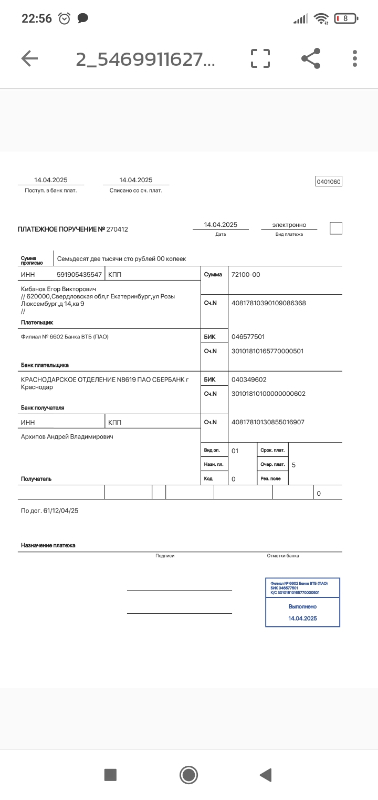 22:56
8
2_5469911627...
14.04.2025
14.04.2025
0401060
Поступ. в банк плат.
Списано со сч. плат.
ПЛАТЕЖНОЕ ПОРУЧЕНИЕ № 270412
14.04.2025
электронно
Дата
Вид платежа
Сумма прописью
Семьдесят две тысячи сто рублей 00 копеек
ИНН 591905435547
КПП
Сумма
72100-00
Кибанов Егор Викторович
// 620000,Свердловская обл,г Екатеринбург,ул Розы
Люксембург,д 14,кв 9
//
Сч.N
40817810390109088368
Плательщик
Филиал № 6602 Банка ВТБ (ПАО)
БИК
046577501
Сч.N
30101810165770000501
Банк плательщика
КРАСНОДАРСКОЕ ОТДЕЛЕНИЕ N8619 ПАО СБЕРБАНК г
Краснодар
БИК
040349602
Сч.N
30101810100000000602
Банк получателя
ИНН
КПП
Сч.N
40817810130855016907
Архипов Андрей Владимирович
Вид оп.
01
Срок. плат.
Назн. пл.
Очер. плат.
5
Получатель
Код
0
Рез. поле
0
По дог. 61/12/04/25
Назначение платежа
Подписи
Отметки банка
Филиал № 6602 Банка ВТБ (ПАО)
БИК 046577501
К/С 30101810165770000501
Выполнено
14.04.2025